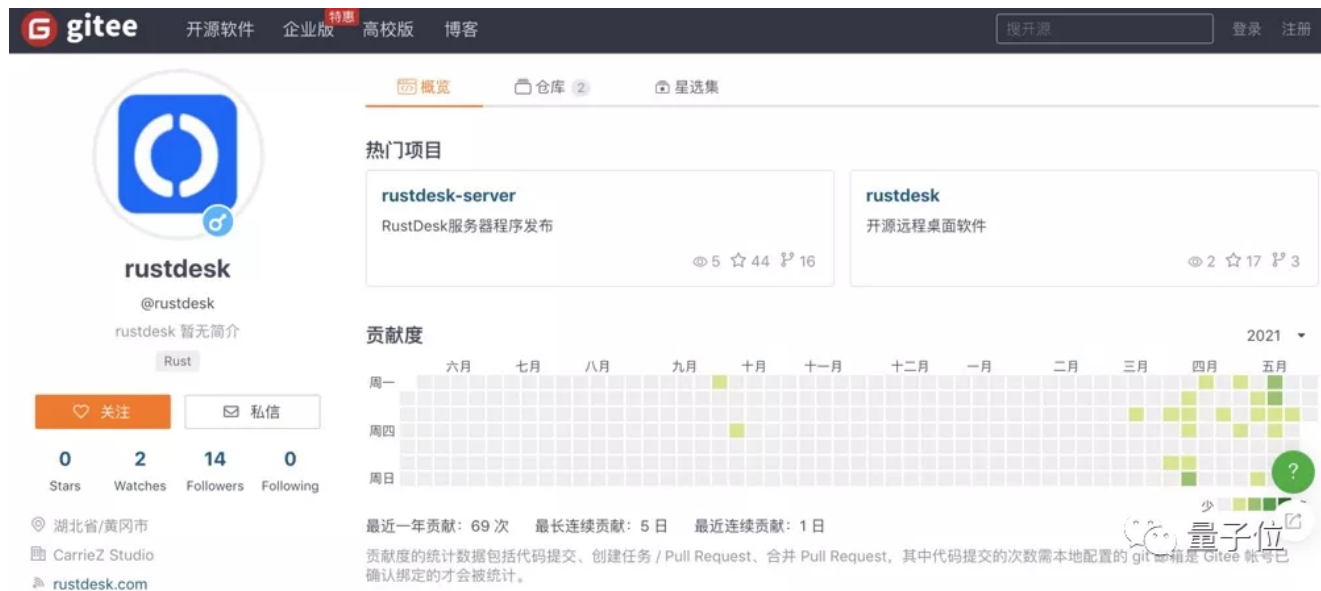 gitee
开源软件
企业版
特惠
高校版
博客
搜开源
登录
注册
概览
仓库 2
星选集
rustdesk
@rustdesk
rustdesk 暂无简介
Rust
关注
私信
0 2 14 0
Stars Watches Followers Following
湖北省/黄冈市
CarrieZ Studio
rustdesk.com
热门项目
rustdesk-server
RustDesk服务器程序发布
5 44 16
rustdesk
开源远程桌面软件
2 17 3
贡献度
2021
六月 七月 八月 九月 十月 十一月 十二月 一月 二月 三月 四月 五月
周一
周四
周日
少
?
最近一年贡献：69 次 最长连续贡献：5 日 最近连续贡献：1 日
贡献度的统计数据包括代码提交、创建任务 / Pull Request、合并 Pull Request，其中代码提交的次数需本地配置的 git 邮箱是 Gitee 帐号已
确认绑定的才会被统计。
量子位